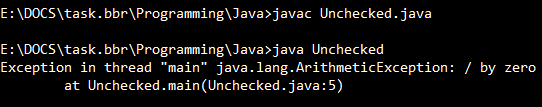 E:\DOCS\task.bbr\Programming\Java>javac Unchecked.java
E:\DOCS\task.bbr\Programming\Java>java Unchecked
Exception in thread "main" java.lang.ArithmeticException: / by zero
at Unchecked.main(Unchecked.java:5)